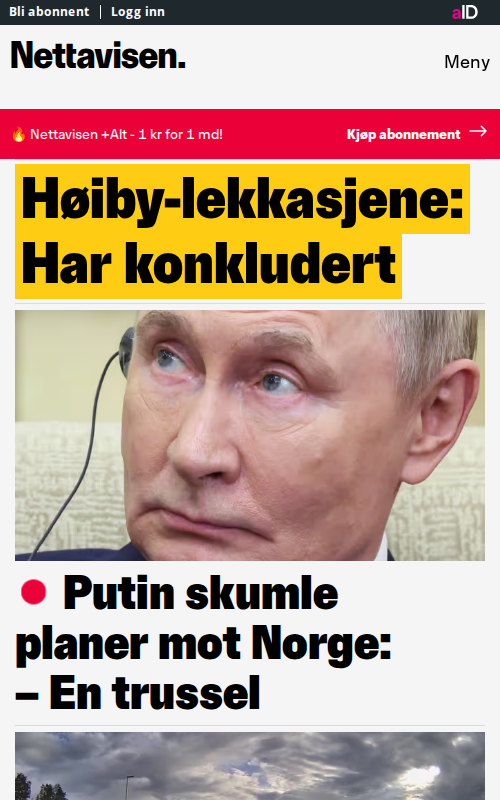 Bli abonnent | Logg inn
aID
Nettavisen.
Meny
🔥 Nettavisen +Alt - 1 kr for 1 md!
Kjøp abonnement →
Høiby-lekkasjene:
Har konkludert
Putin skumle
planer mot Norge:
– En trussel